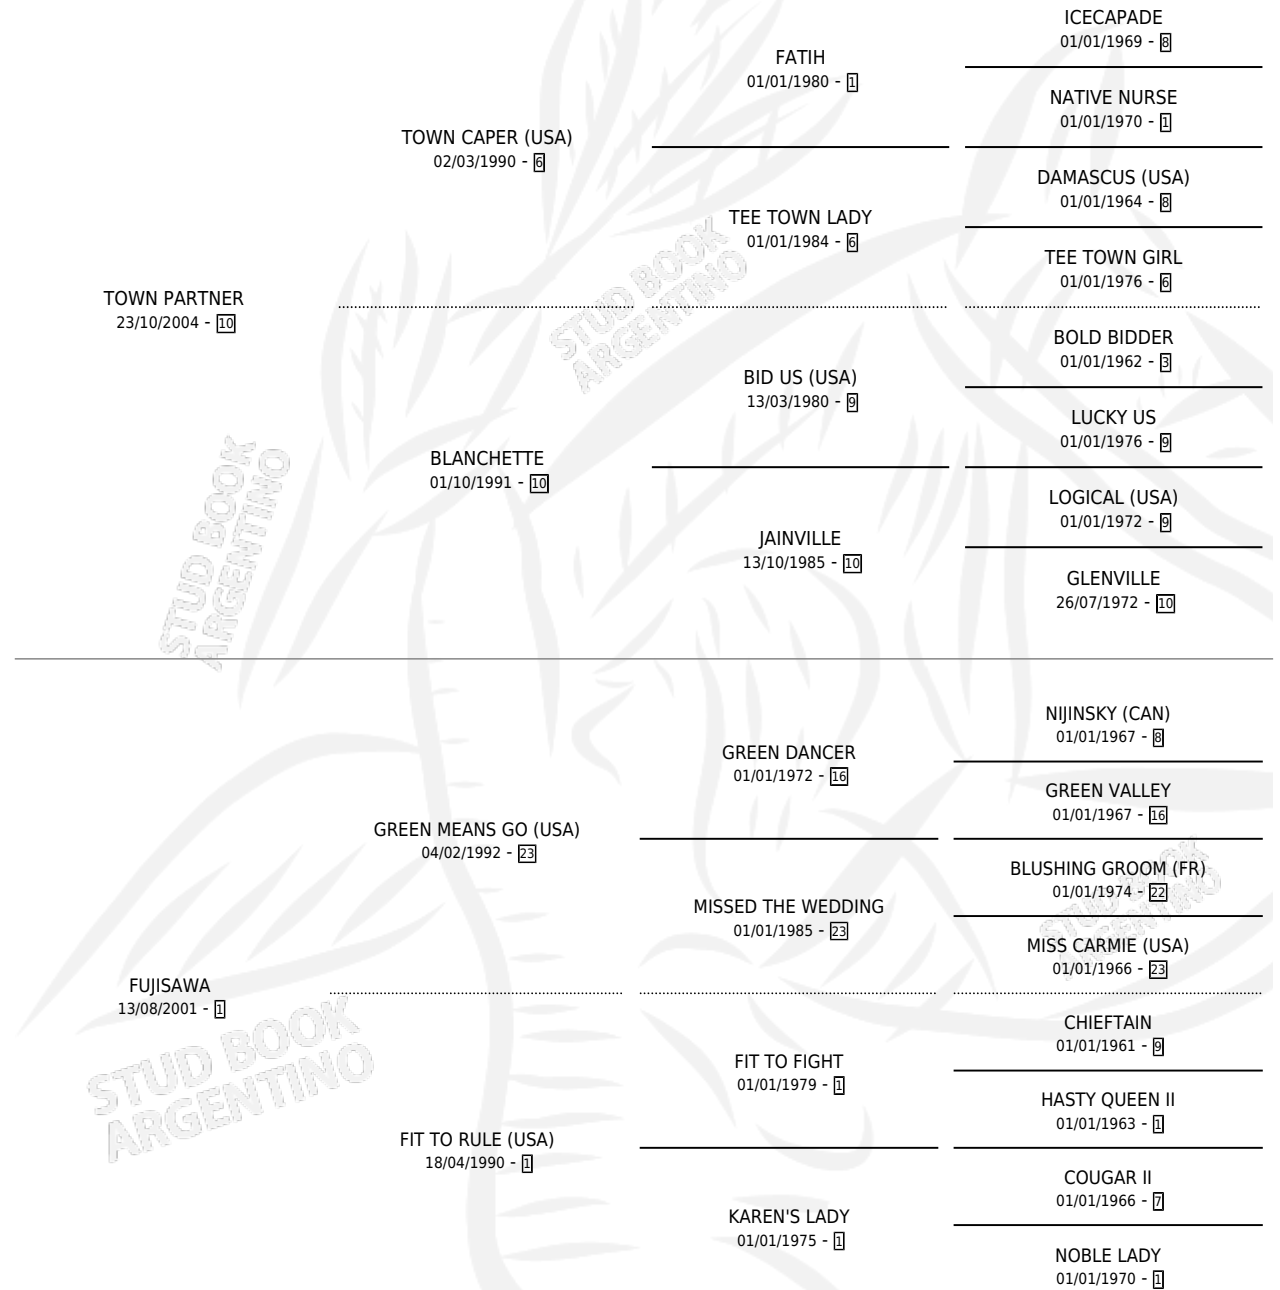 ICECAPADE
01/01/1969 - 8
FATIH
01/01/1980 - 1
NATIVE NURSE
01/01/1970 - 1
TOWN CAPER (USA)
02/03/1990 - 6
DAMASCUS (USA)
01/01/1964 - 8
TEE TOWN LADY
01/01/1984 - 6
TEE TOWN GIRL
01/01/1976 - 6
TOWN PARTNER
23/10/2004 - 10
STUD BOOK
ARGENTINO
BOLD BIDDER
01/01/1962 - 3
BID US (USA)
13/03/1980 - 9
LUCKY US
01/01/1976 - 9
BLANCHETTE
01/10/1991 - 10
LOGICAL (USA)
01/01/1972 - 9
JAINVILLE
13/10/1985 - 10
GLENVILLE
26/07/1972 - 10
STUD BOOK
ARGENTINO
NIJINSKY (CAN)
01/01/1967 - 8
GREEN DANCER
01/01/1972 - 16
GREEN VALLEY
01/01/1967 - 16
GREEN MEANS GO (USA)
04/02/1992 - 23
BLUSHING GROOM (FR)
01/01/1974 - 22
MISSED THE WEDDING
01/01/1985 - 23
STUD BOOK
ARGENTINO
MISS CARMIE (USA)
01/01/1966 - 23
FUJISAWA
13/08/2001 - 1
STUD BOOK
ARGENTINO
CHIEFTAIN
01/01/1961 - 9
FIT TO FIGHT
01/01/1979 - 1
HASTY QUEEN II
01/01/1963 - 1
FIT TO RULE (USA)
18/04/1990 - 1
COUGAR II
01/01/1966 - 7
KAREN'S LADY
01/01/1975 - 1
NOBLE LADY
01/01/1970 - 1